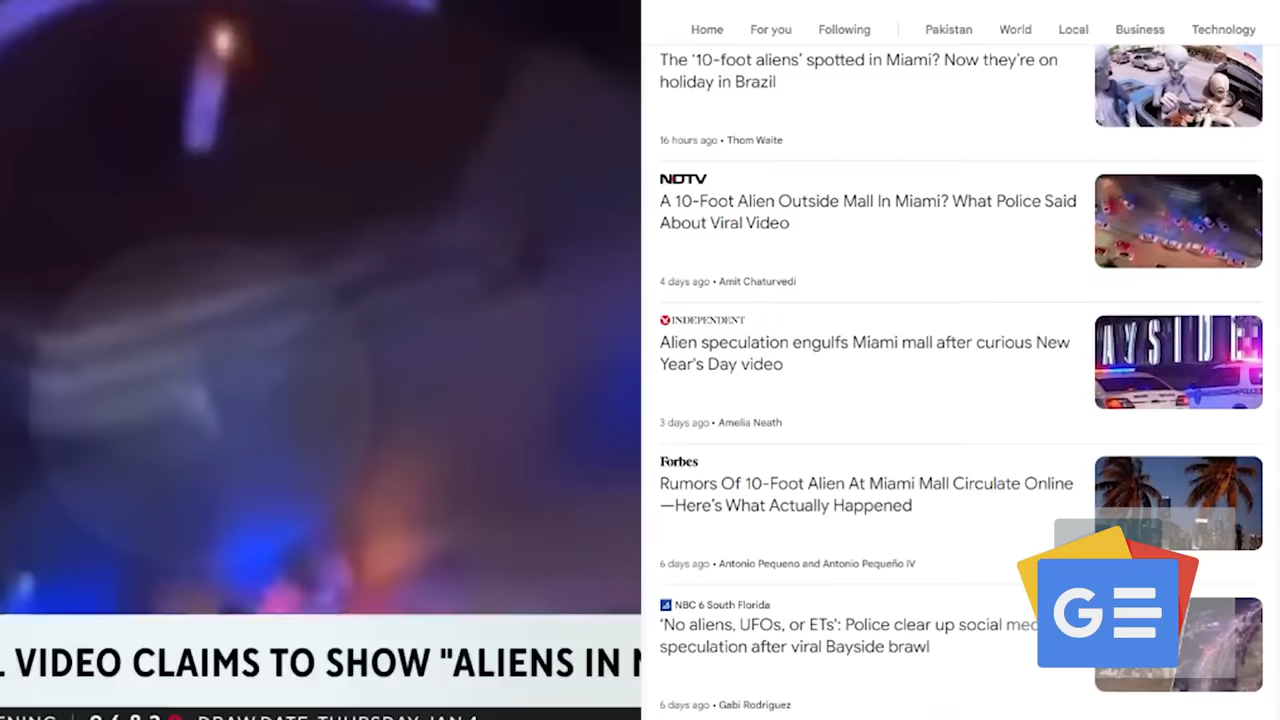 L VIDEO CLAIMS TO SHOW "ALIENS IN
DRAW DATE: THURSDAY, JAN 4
Home For you Following Pakistan World Local Business Technology
The ‘10-foot aliens’ spotted in Miami? Now they’re on
holiday in Brazil
16 hours ago • Thom Waite
NDTV
A 10-Foot Alien Outside Mall In Miami? What Police Said
About Viral Video
4 days ago • Amit Chaturvedi
INDEPENDENT
Alien speculation engulfs Miami mall after curious New
Year's Day video
3 days ago • Amelia Neath
AYSIDE
Forbes
Rumors Of 10-Foot Alien At Miami Mall Circulate Online
—Here’s What Actually Happened
6 days ago • Antonio Pequeno and Antonio Pequeño IV
NBC 6 South Florida
‘No aliens, UFOs, or ETs’: Police clear up social med
speculation after viral Bayside brawl
6 days ago • Gabi Rodriguez
G